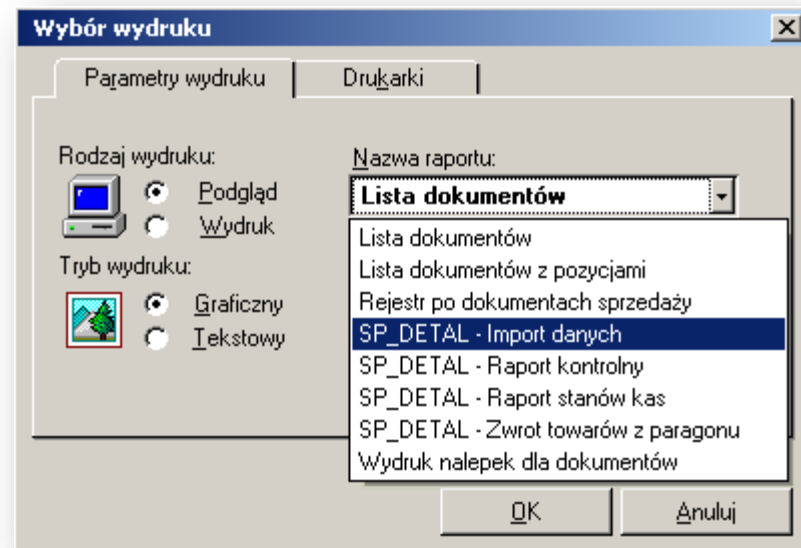 Wybór wydruku
Parametry wydruku
Drukarki
Rodzaj wydruku:
Podgląd
Wydruk
Tryb wydruku:
Graficzny
Tekstowy
Nazwa raportu:
Lista dokumentów
Lista dokumentów
Lista dokumentów z pozycjami
Rejestr po dokumentach sprzedaży
SP_DETAL - Import danych
SP_DETAL - Raport kontrolny
SP_DETAL - Raport stanów kas
SP_DETAL - Zwrot towarów z paragonu
Wydruk nalepek dla dokumentów
OK
Anuluj